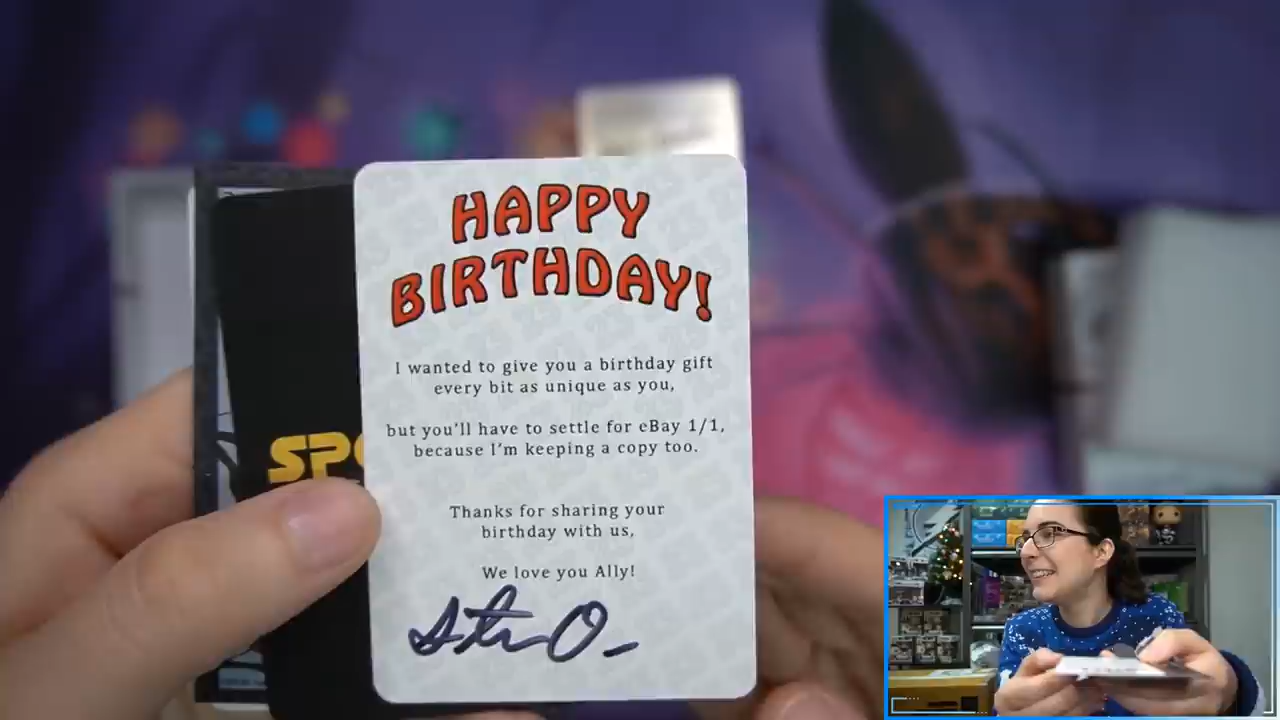 HAPPY
BIRTHDAY!
I wanted to give you a birthday gift
every bit as unique as you,
but you'll have to settle for eBay 1/1,
because I'm keeping a copy too.
Thanks for sharing your
birthday with us,
We love you Ally!